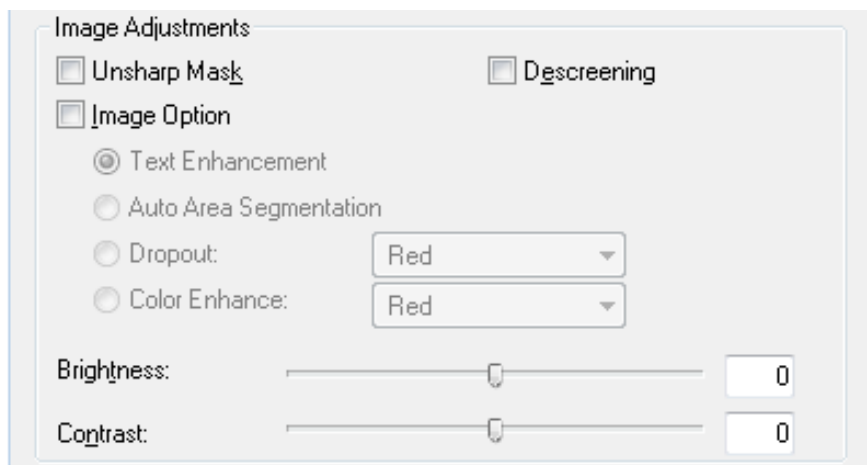 Image Adjustments
Unsharp Mask Descreening
Image Option
Text Enhancement
Auto Area Segmentation
Dropout: Red
Color Enhance: Red
Brightness: 0
Contrast: 0